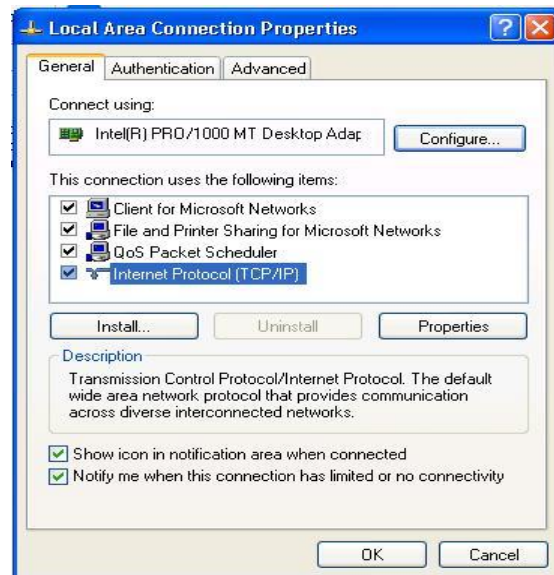 Local Area Connection Properties
General Authentication Advanced
Connect using:
Intel(R) PRO/1000 MT Desktop Adap
Configure...
This connection uses the following items:
Client for Microsoft Networks
File and Printer Sharing for Microsoft Networks
QoS Packet Scheduler
Internet Protocol (TCP/IP)
Install... Uninstall Properties
Description
Transmission Control Protocol/Internet Protocol. The default
wide area network protocol that provides communication
across diverse interconnected networks.
Show icon in notification area when connected
Notify me when this connection has limited or no connectivity
OK Cancel